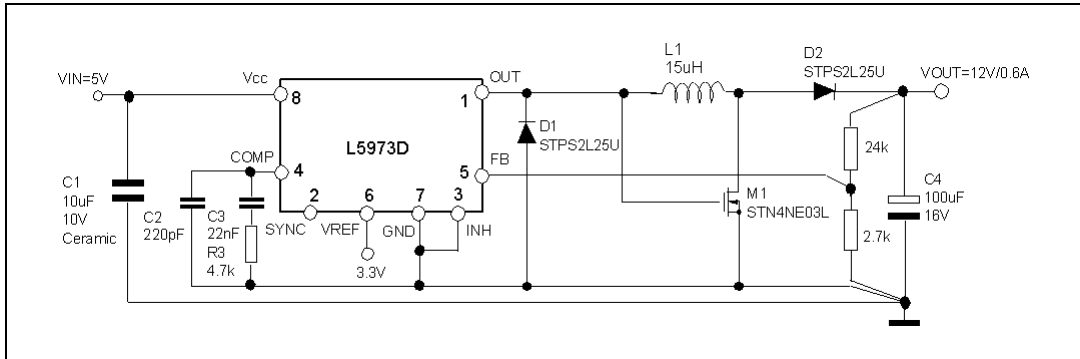 L1
15uH
D2
STPS2L25U
VIN=5V
Vcc
OUT
VOUT=12V/0.6A
8
1
D1
STPS2L25U
L5973D
24k
COMP
FB
4
5
C1
10uF
10V
Ceramic
C2
220pF
C3
22nF
R3
4.7k
2
6
7
3
SYNC
VREF
GND
INH
3.3V
M1
STN4NE03L
C4
100uF
16V
2.7k